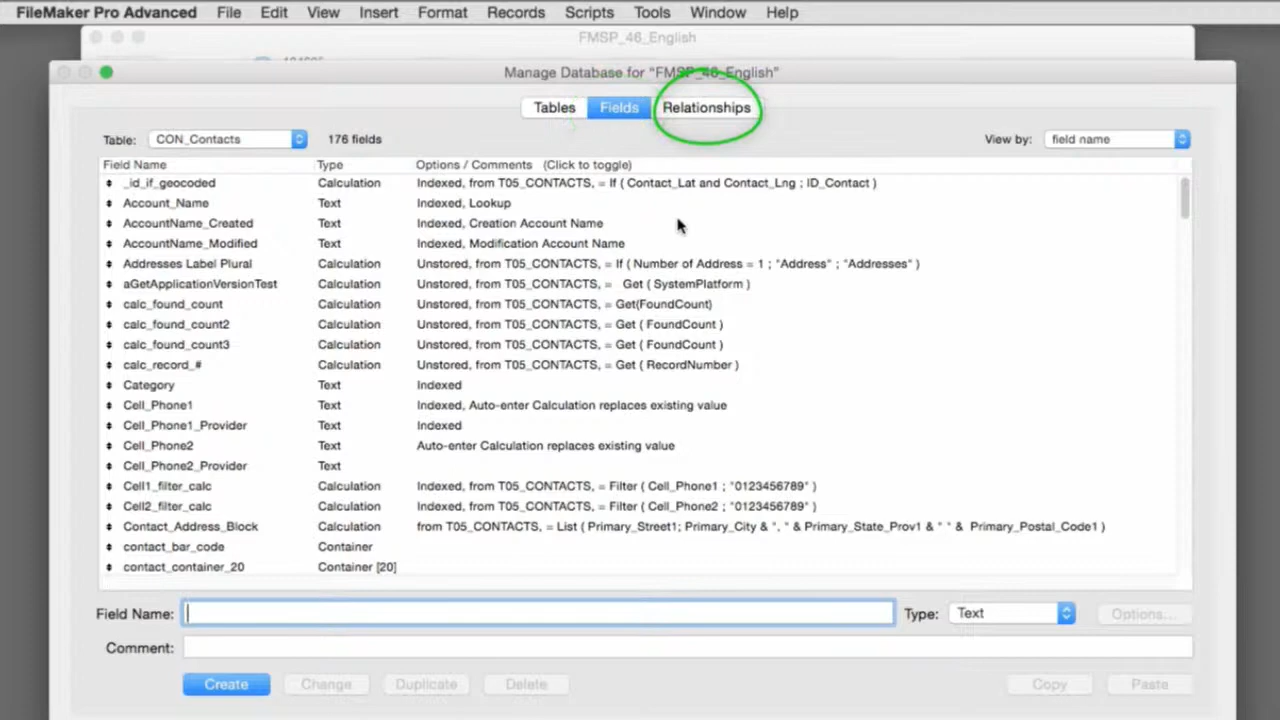 FileMaker Pro Advanced File Edit View Insert Format Records Scripts Tools Window Help
FMSP_46_English
Manage Database for "FMSP_46_English"
Tables Fields Relationships
Table: CON_Contacts 176 fields View by: field name
Field Name Type Options / Comments (Click to toggle)
_id_if_geocoded Calculation Indexed, from T05_CONTACTS, = If ( Contact_Lat and Contact_Lng ; ID_Contact )
Account_Name Text Indexed, Lookup
AccountName_Created Text Indexed, Creation Account Name
AccountName_Modified Text Indexed, Modification Account Name
Addresses Label Plural Calculation Unstored, from T05_CONTACTS, = If ( Number of Address = 1 ; "Address" ; "Addresses" )
aGetApplicationVersionTest Calculation Unstored, from T05_CONTACTS, = Get ( SystemPlatform )
calc_found_count Calculation Unstored, from T05_CONTACTS, = Get(FoundCount)
calc_found_count2 Calculation Unstored, from T05_CONTACTS, = Get ( FoundCount )
calc_found_count3 Calculation Unstored, from T05_CONTACTS, = Get ( FoundCount )
calc_record_# Calculation Unstored, from T05_CONTACTS, = Get ( RecordNumber )
Category Text Indexed
Cell_Phone1 Text Indexed, Auto-enter Calculation replaces existing value
Cell_Phone1_Provider Text Indexed
Cell_Phone2 Text Auto-enter Calculation replaces existing value
Cell_Phone2_Provider Text
Cell1_filter_calc Calculation Indexed, from T05_CONTACTS, = Filter ( Cell_Phone1 ; "0123456789" )
Cell2_filter_calc Calculation Indexed, from T05_CONTACTS, = Filter ( Cell_Phone2 ; "0123456789" )
Contact_Address_Block Calculation from T05_CONTACTS, = List ( Primary_Street1; Primary_City & ", " & Primary_State_Prov1 & " " & Primary_Postal_Code1 )
contact_bar_code Container
contact_container_20 Container [20]
Field Name: Type: Text Options...
Comment:
Create Change Duplicate Delete Copy Paste